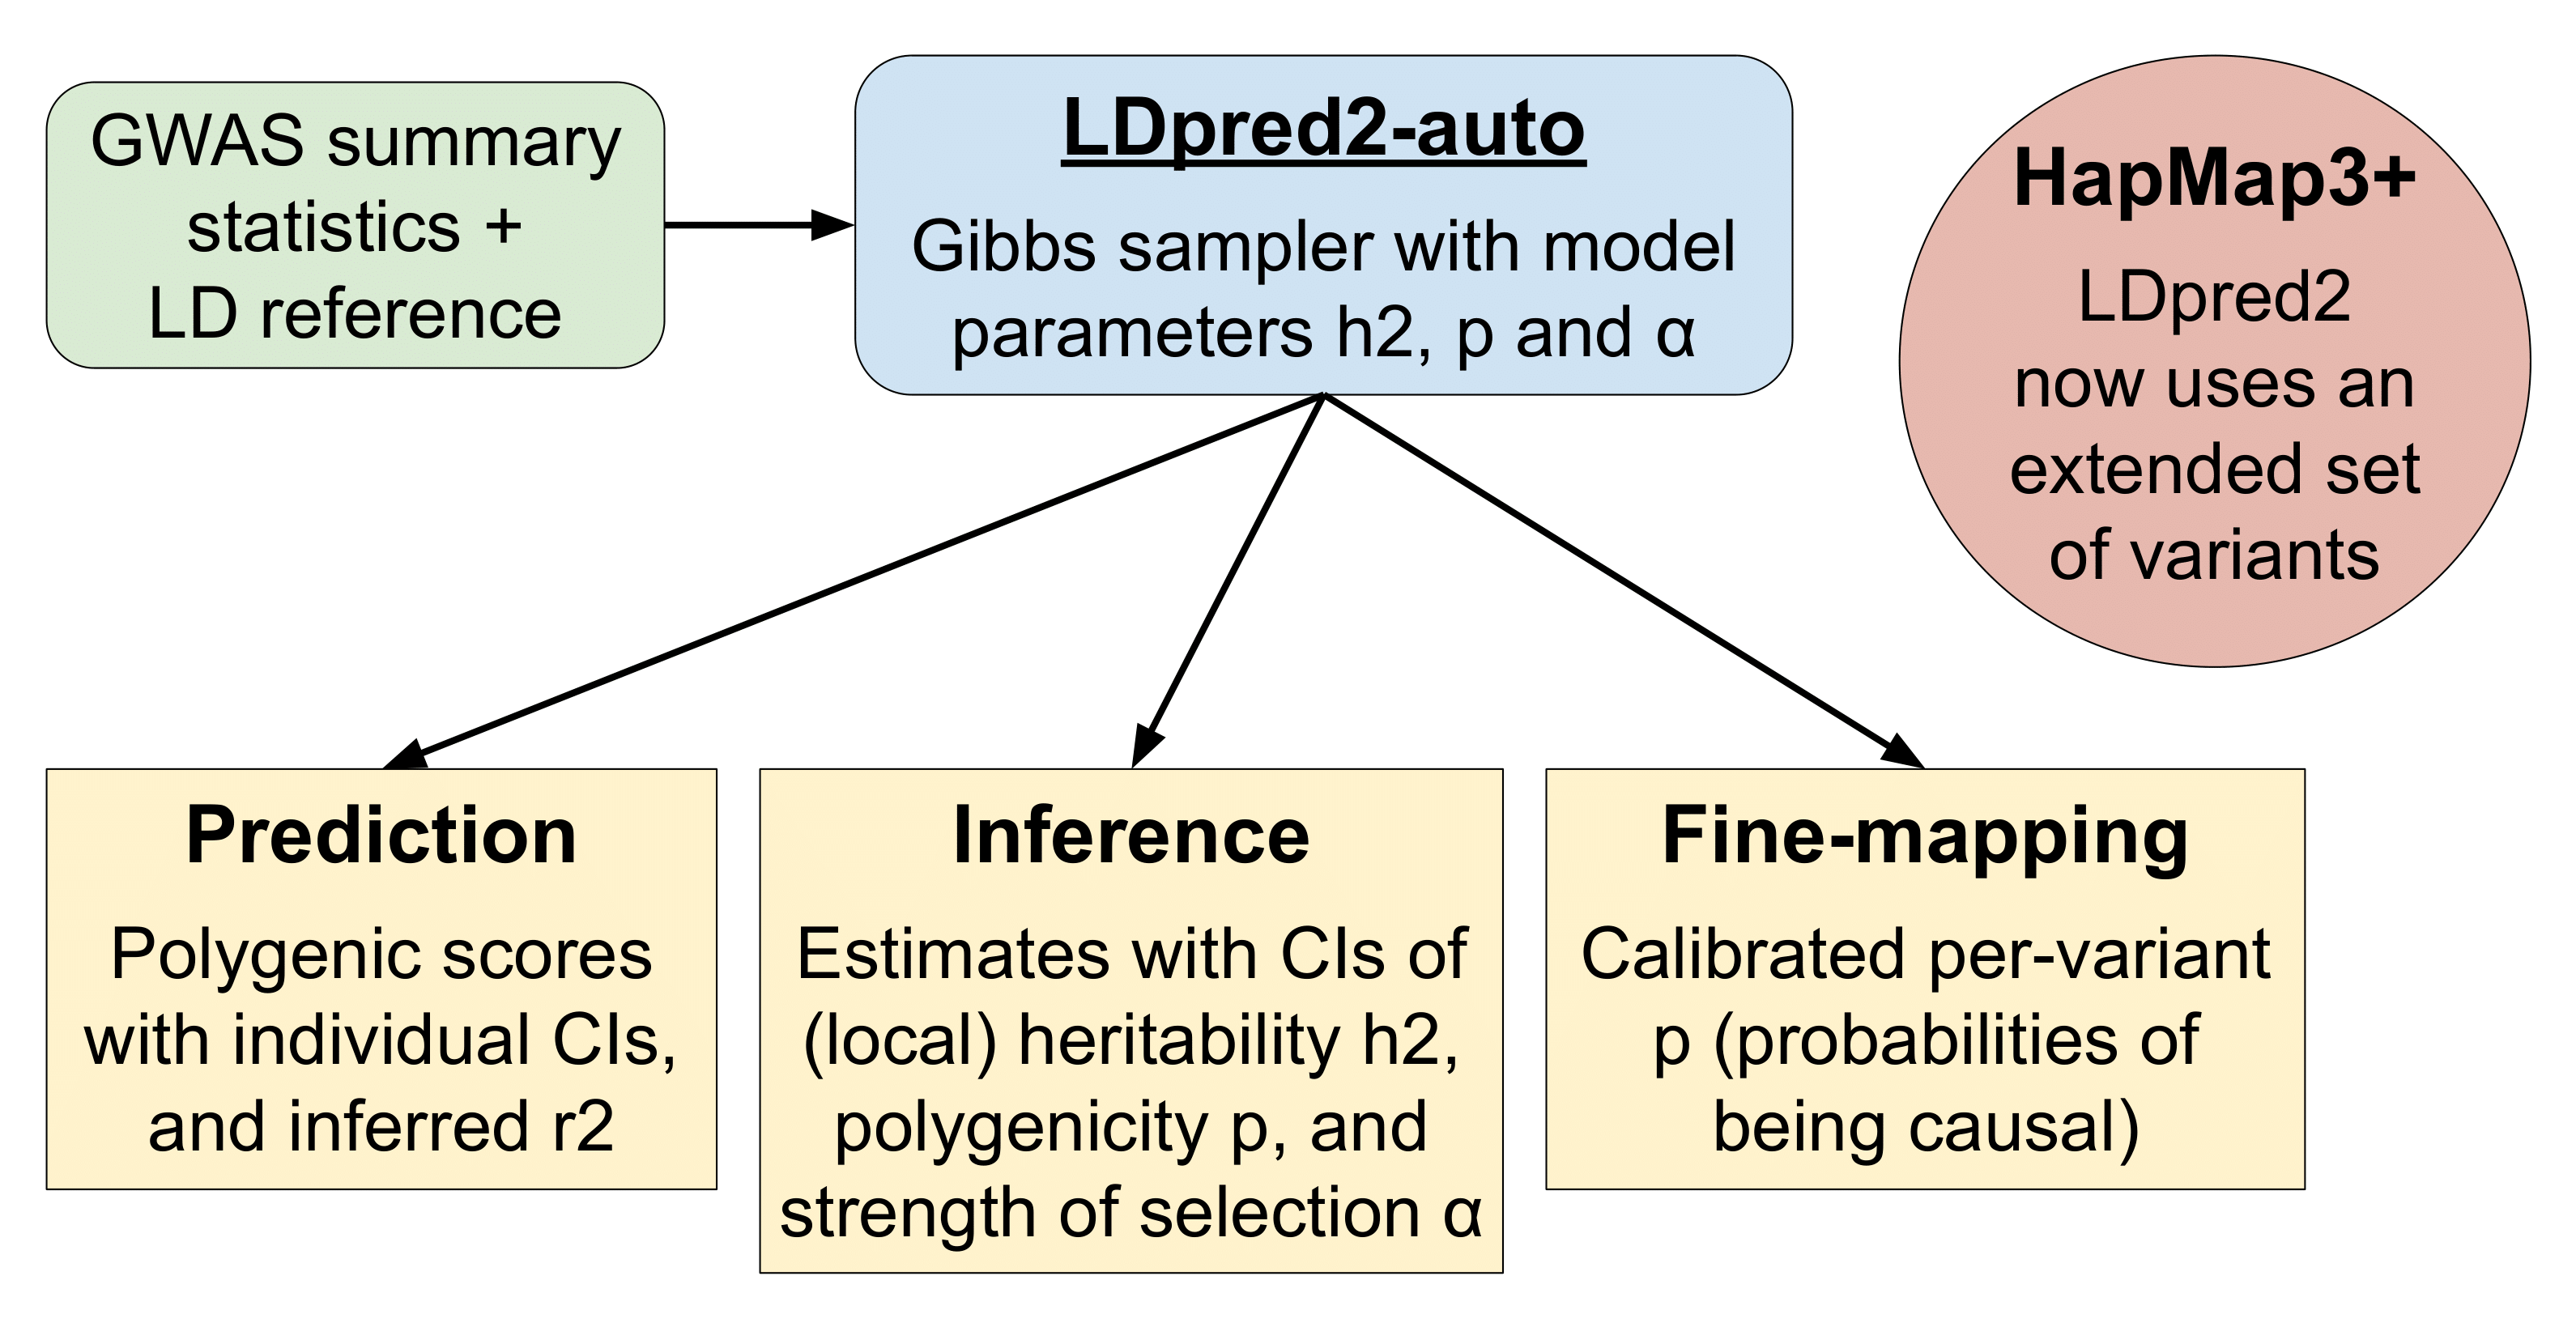 GWAS summary
statistics +
LD reference
LDpred2-auto
Gibbs sampler with model
parameters h2, p and α
HapMap3+
LDpred2
now uses an
extended set
of variants
Prediction
Polygenic scores
with individual CIs,
and inferred r2
Inference
Estimates with CIs of
(local) heritability h2,
polygenicity p, and
strength of selection α
Fine-mapping
Calibrated per-variant
p (probabilities of
being causal)